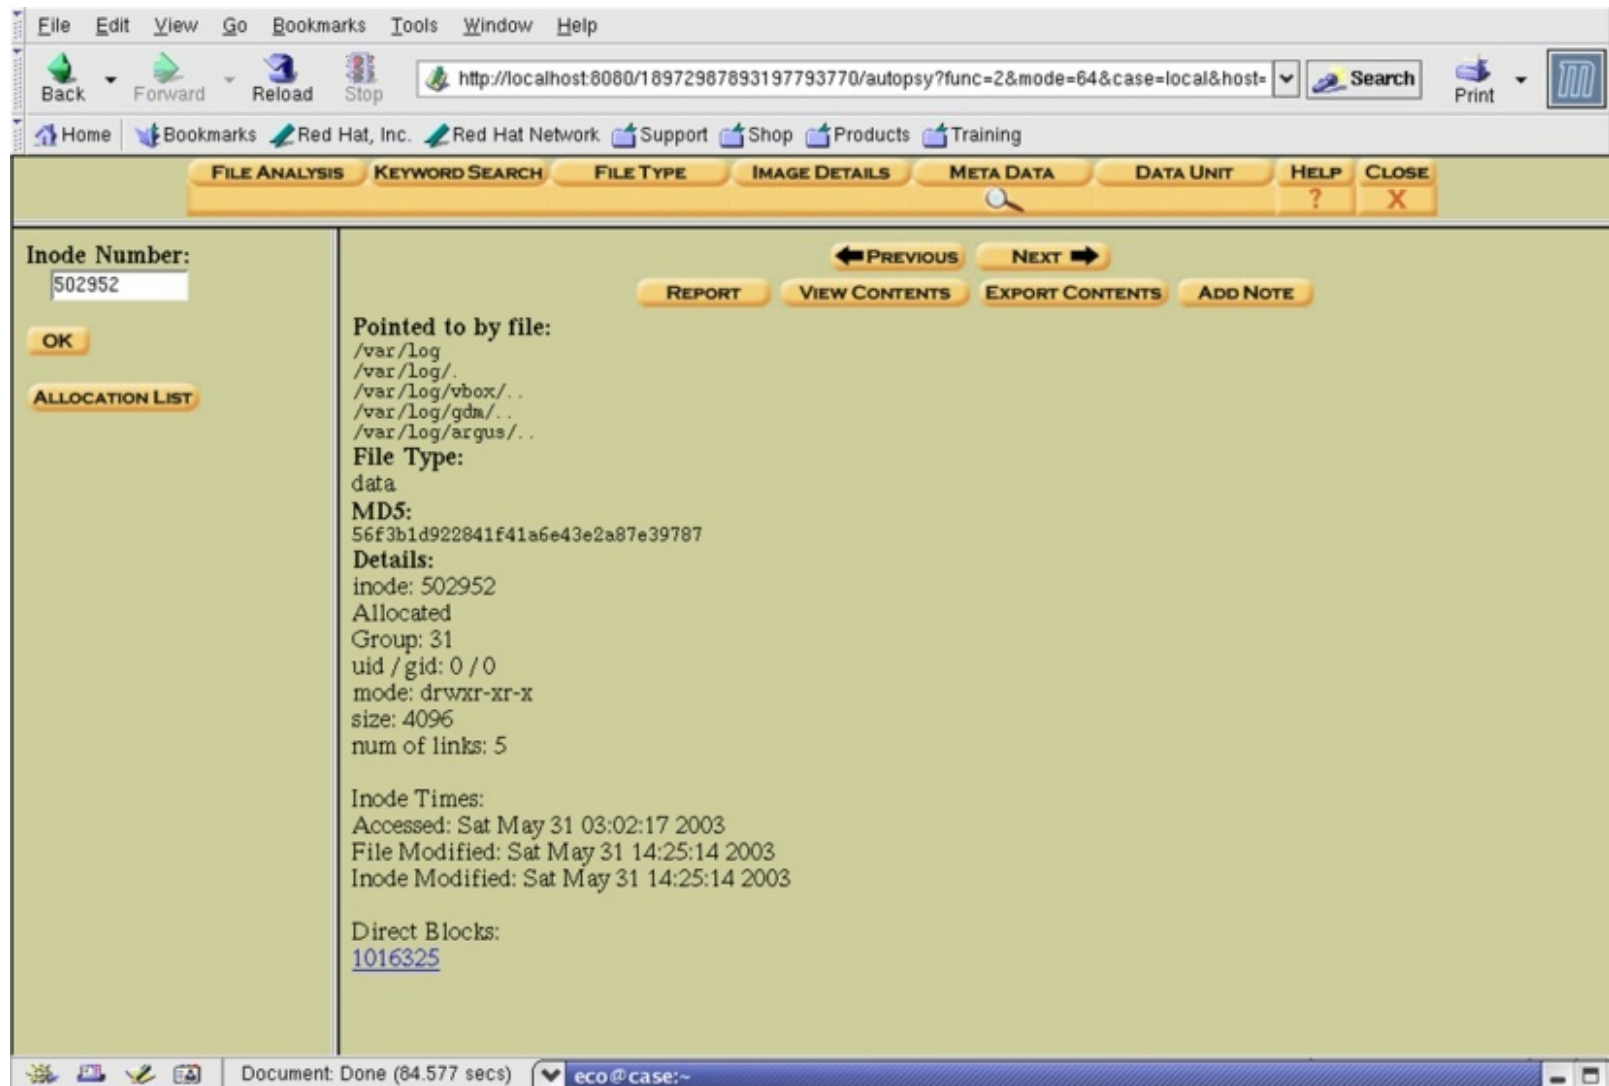 File Edit View Go Bookmarks Tools Window Help
Back Forward Reload Stop http://localhost:8080/18972987893197793770/autopsy?func=2&mode=64&case=local&host= Search Print
Home Bookmarks Red Hat, Inc. Red Hat Network Support Shop Products Training
FILE ANALYSIS KEYWORD SEARCH FILE TYPE IMAGE DETAILS META DATA DATA UNIT HELP CLOSE
? X
Inode Number:
502952
OK
ALLOCATION LIST
PREVIOUS NEXT
REPORT VIEW CONTENTS EXPORT CONTENTS ADD NOTE
Pointed to by file:
/var/log
/var/log/.
/var/log/vbox/..
/var/log/gdm/..
/var/log/argus/..
File Type:
data
MD5:
56f3b1d922841f41a6e43e2a87e39787
Details:
inode: 502952
Allocated
Group: 31
uid / gid: 0 / 0
mode: drwxr-xr-x
size: 4096
num of links: 5
Inode Times:
Accessed: Sat May 31 03:02:17 2003
File Modified: Sat May 31 14:25:14 2003
Inode Modified: Sat May 31 14:25:14 2003
Direct Blocks:
1016325
Document: Done (84.577 secs) eco@case:~